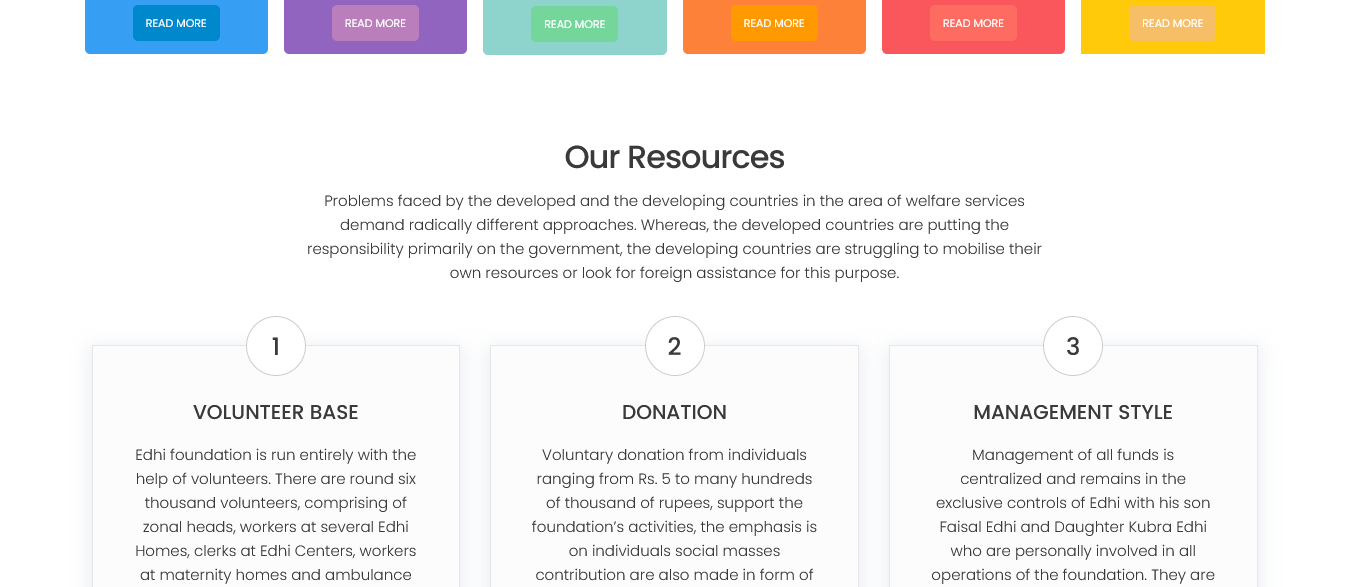 READ MORE READ MORE READ MORE READ MORE READ MORE READ MORE
Our Resources
Problems faced by the developed and the developing countries in the area of welfare services
demand radically different approaches. Whereas, the developed countries are putting the
responsibility primarily on the government, the developing countries are struggling to mobilise their
own resources or look for foreign assistance for this purpose.
1
VOLUNTEER BASE
Edhi foundation is run entirely with the
help of volunteers. There are round six
thousand volunteers, comprising of
zonal heads, workers at several Edhi
Homes, clerks at Edhi Centers, workers
at maternity homes and ambulance
2
DONATION
Voluntary donation from individuals
ranging from Rs. 5 to many hundreds
of thousand of rupees, support the
foundation’s activities, the emphasis is
on individuals social masses
contribution are also made in form of
3
MANAGEMENT STYLE
Management of all funds is
centralized and remains in the
exclusive controls of Edhi with his son
Faisal Edhi and Daughter Kubra Edhi
who are personally involved in all
operations of the foundation. They are